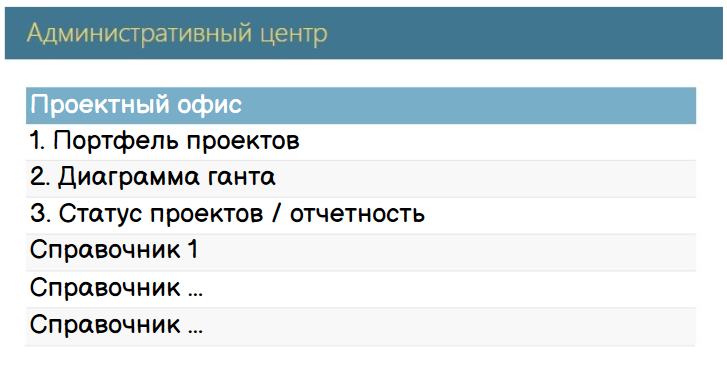 Административный центр
Проектный офис
1. Портфель проектов
2. Диаграмма ганта
3. Статус проектов / отчетность
Справочник 1
Справочник ...
Справочник ...